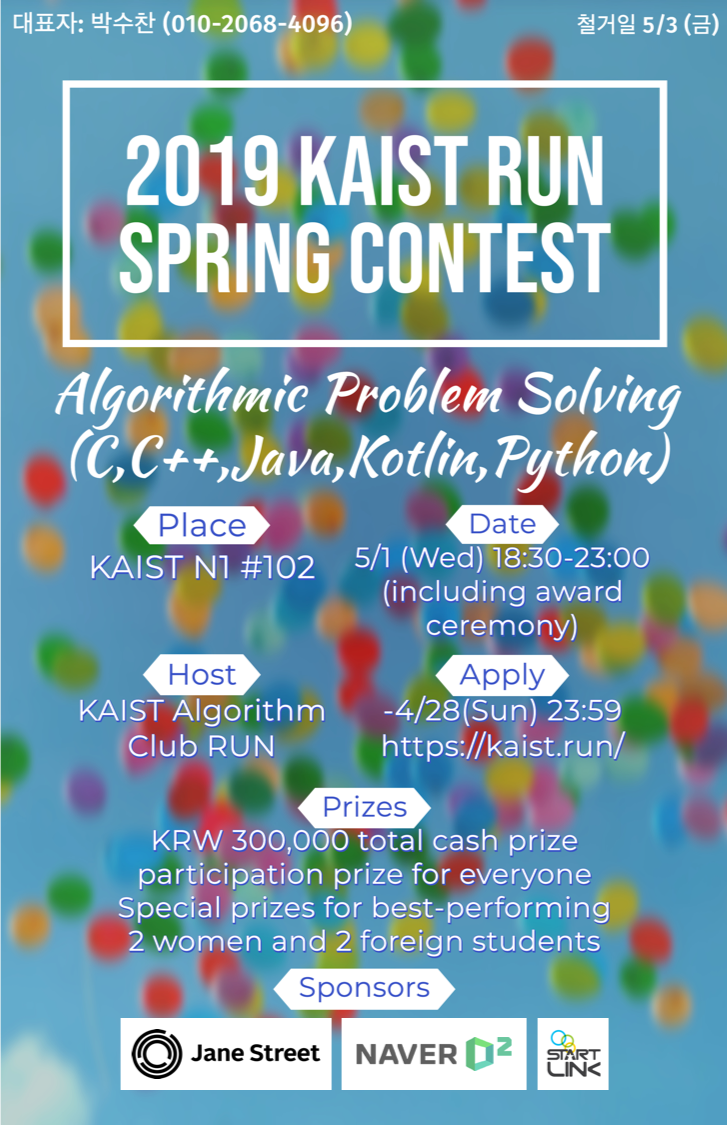 대표자: 박수찬 (010-2068-4096)
철거일 5/3 (금)
2019 KAIST RUN
SPRING CONTEST
Algorithmic Problem Solving
(C,C++,Java,Kotlin,Python)
Place
KAIST N1 #102
Date
5/1 (Wed) 18:30-23:00
(including award
ceremony)
Host
KAIST Algorithm
Club RUN
Apply
-4/28(Sun) 23:59
https://kaist.run/
Prizes
KRW 300,000 total cash prize
participation prize for everyone
Special prizes for best-performing
2 women and 2 foreign students
Sponsors
Jane Street
NAVER D2
START
LINK